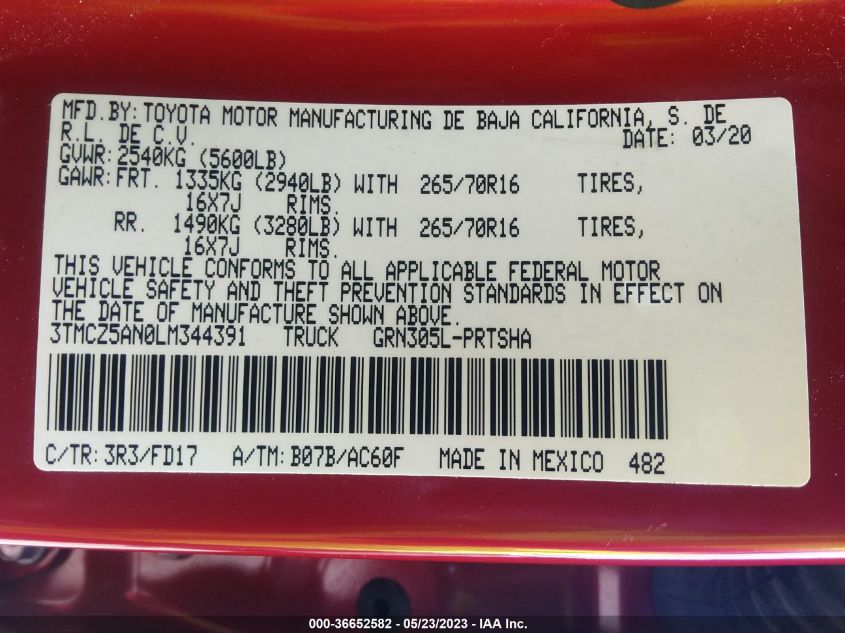 MFD.BY: TOYOTA MOTOR MANUFACTURING DE BAJA CALIFORNIA, S. DE
R.L. DE C.V. DATE: 03/20
GVWR: 2540KG (5600LB)
GAWR: FRT. 1335KG (2940LB) WITH 265/70R16 TIRES,
16X7J RIMS.
RR. 1490KG (3280LB) WITH 265/70R16 TIRES,
16X7J RIMS.
THIS VEHICLE CONFORMS TO ALL APPLICABLE FEDERAL MOTOR
VEHICLE SAFETY AND THEFT PREVENTION STANDARDS IN EFFECT ON
THE DATE OF MANUFACTURE SHOWN ABOVE.
3TMCZ5AN0LM344391 TRUCK GRN305L-PRTSHA
C/TR: 3R3/FD17 A/TM: B07B/AC60F MADE IN MEXICO 482
000-36652582 - 05/23/2023 - IAA Inc.